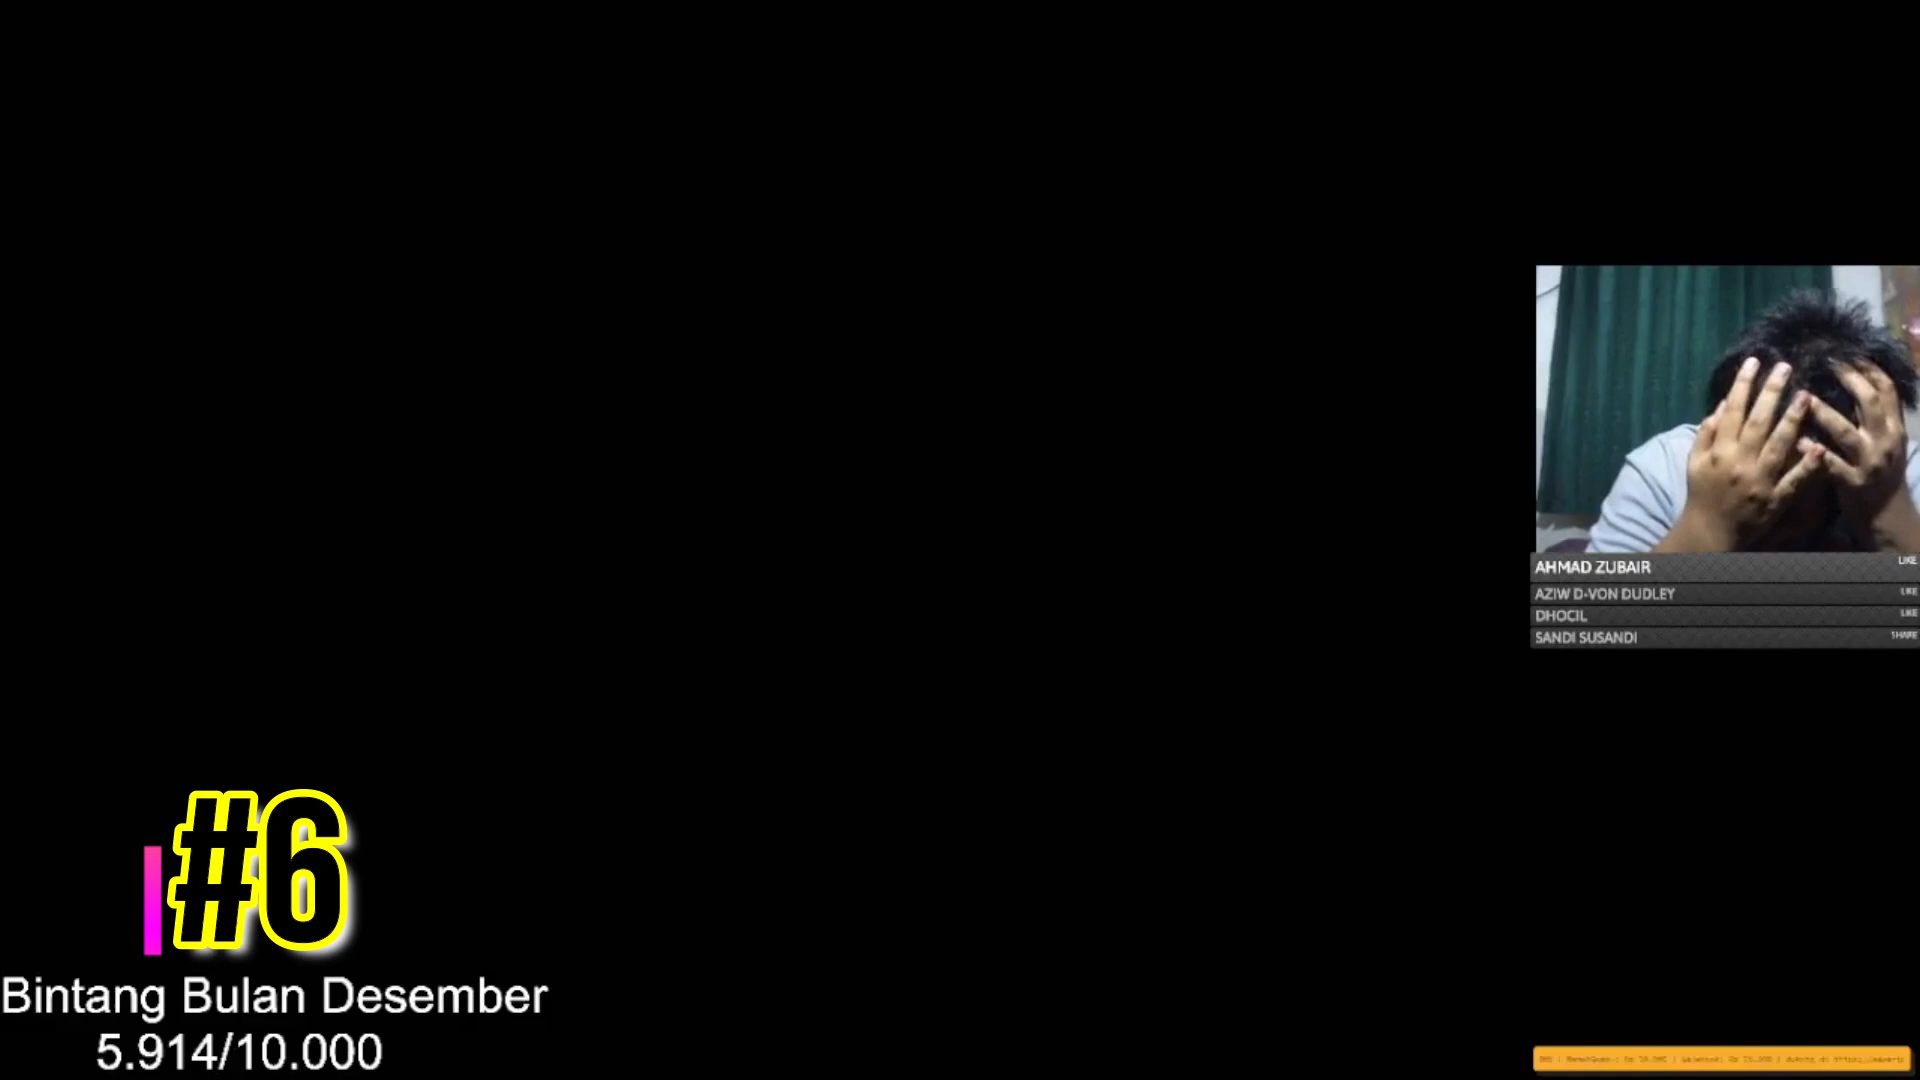 AHMAD ZUBAIR LIKE
AZIW D-VON DUDLEY LIKE
DHOCIL LIKE
SANDI SUSANDI SHARE
#6
Bintang Bulan Desember
5.914/10.000